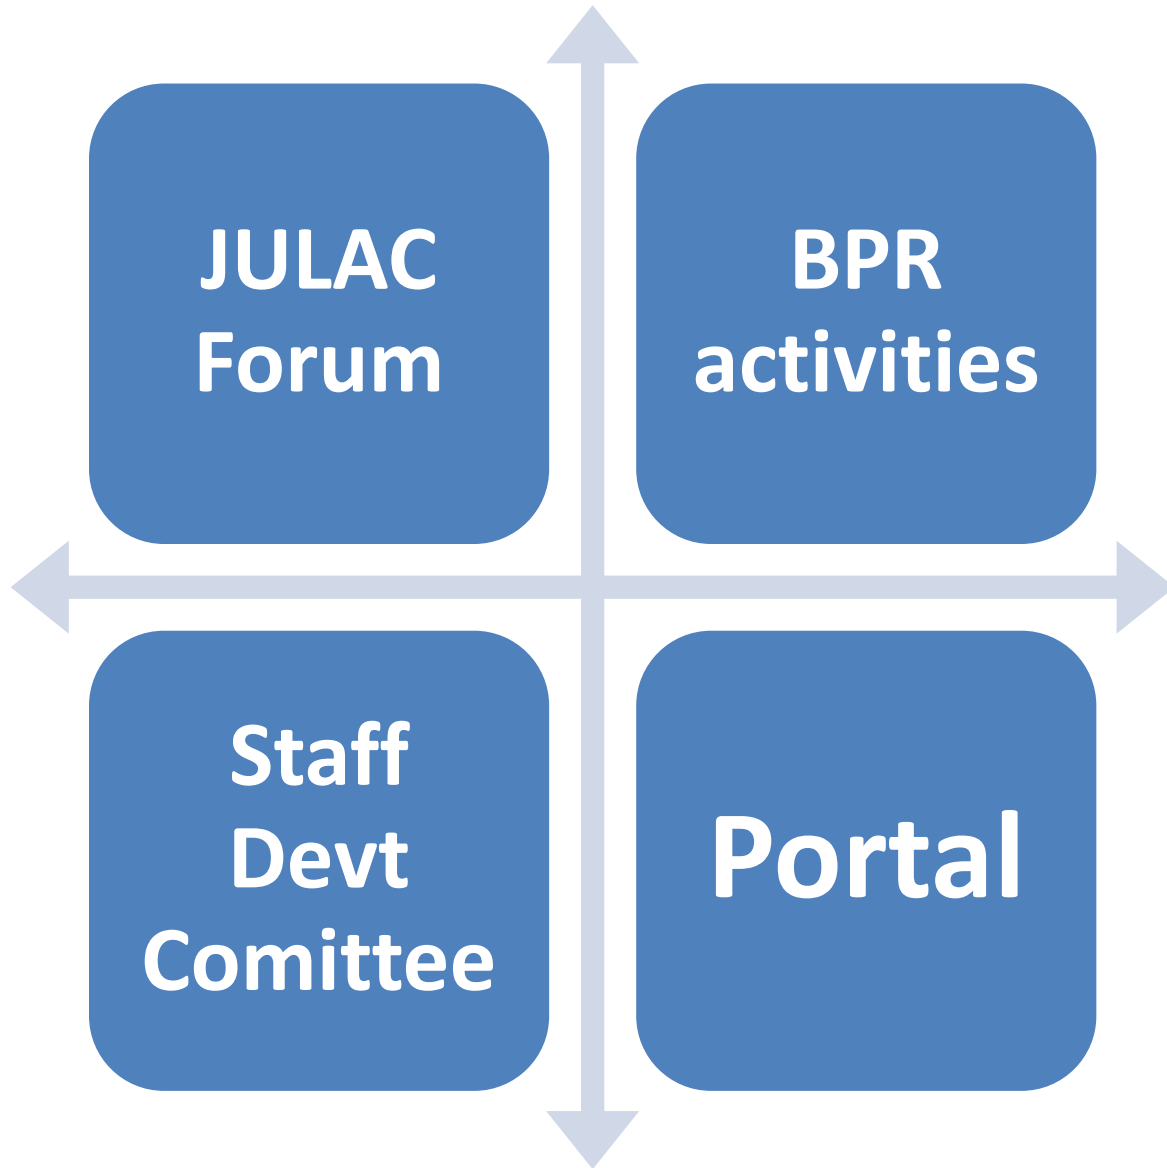 JULAC
Forum
BPR
activities
Staff
Devt
Comittee
Portal